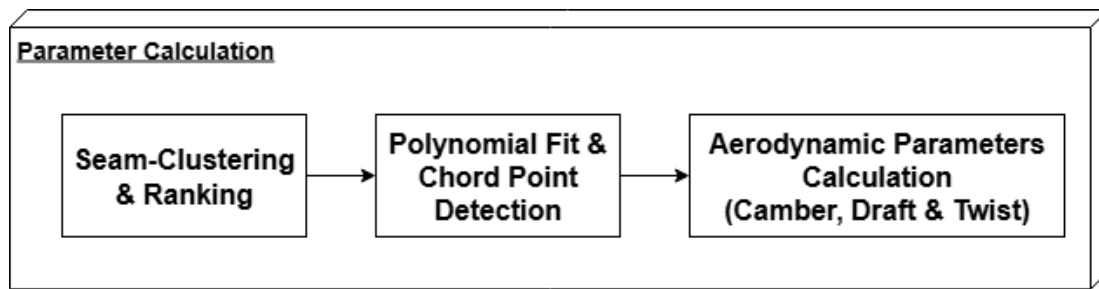 Parameter Calculation
Seam-Clustering
& Ranking
Polynomial Fit &
Chord Point
Detection
Aerodynamic Parameters
Calculation
(Camber, Draft & Twist)